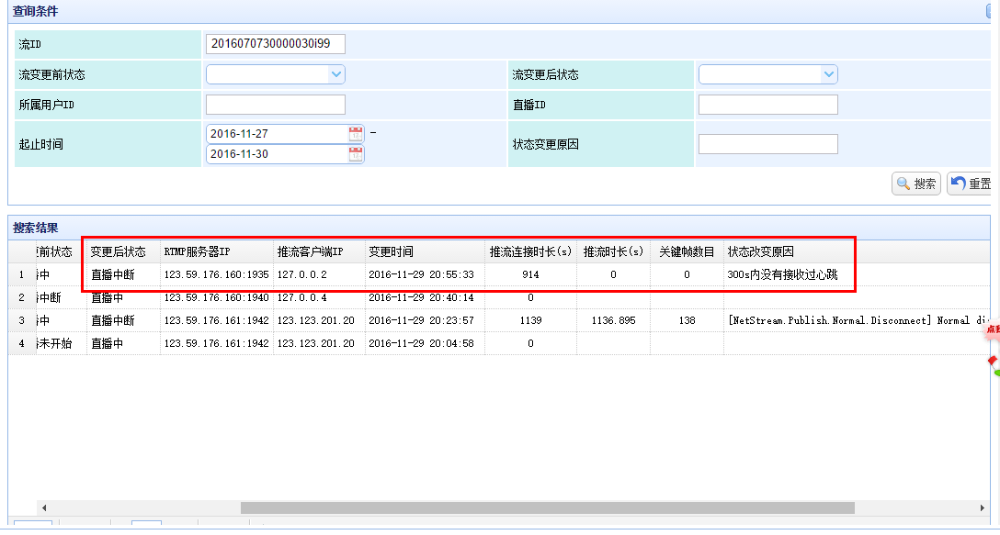 查询条件
流ID 2016070730000030i99
流变更前状态 流变更后状态
所属用户ID 直播ID
起止时间 2016-11-27 – 状态变更原因
2016-11-30
搜索 重置
搜索结果
前状态 变更后状态 RTMP服务器IP 推流客户端IP 变更时间 推流连接时长(s) 推流时长(s) 关键帧数目 状态改变原因
1 中 直播中断 123.59.176.160:1935 127.0.0.2 2016-11-29 20:55:33 914 0 0 300s内没有接收过心跳
2 中断 直播中 123.59.176.160:1940 127.0.0.4 2016-11-29 20:40:14 0
3 中 直播中断 123.59.176.161:1942 123.123.201.20 2016-11-29 20:23:57 1139 1136.895 138 [NetStream.Publish.Normal.Disconnect] Normal di
4 未开始 直播中 123.59.176.161:1942 123.123.201.20 2016-11-29 20:04:58 0